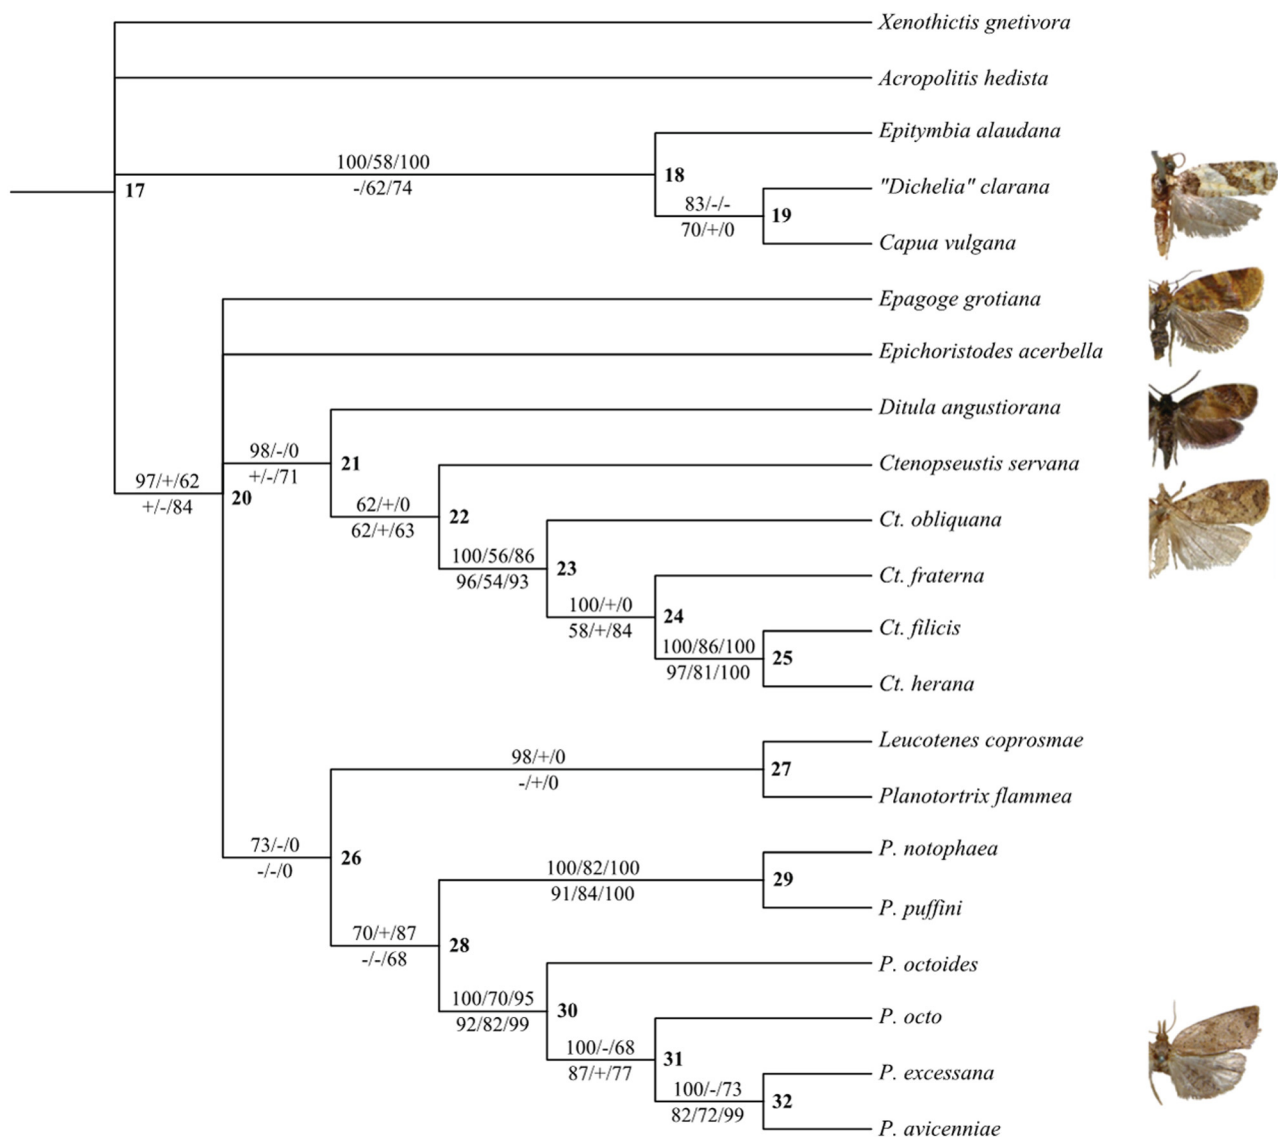 Xenothictis gnetivora
Acropolitis hedista
Epitymbia alaudana
100/58/100
-/62/74
17
18
"Dichelia" clarana
83/-/-
70/+/0
19
Capua vulgana
Epagoge grotiana
Epichoristodes acerbella
Ditula angustiorana
98/-/0
+/-/71
21
97/+/62
+/-/84
20
Ctenopseustis servana
62/+/0
62/+/63
22
Ct. obliquana
100/56/86
96/54/93
23
Ct. fraterna
100/+/0
58/+/84
24
Ct. filicis
100/86/100
97/81/100
25
Ct. herana
Leucotenes coprosmae
98/+/0
-/+/0
27
Planotortrix flammea
73/-/0
-/-/0
26
P. notophaea
100/82/100
91/84/100
29
P. puffini
70/+/87
-/-/68
28
P. octoides
100/70/95
92/82/99
30
P. octo
100/-/68
87/+/77
31
P. excessana
100/-/73
82/72/99
32
P. avicenniae